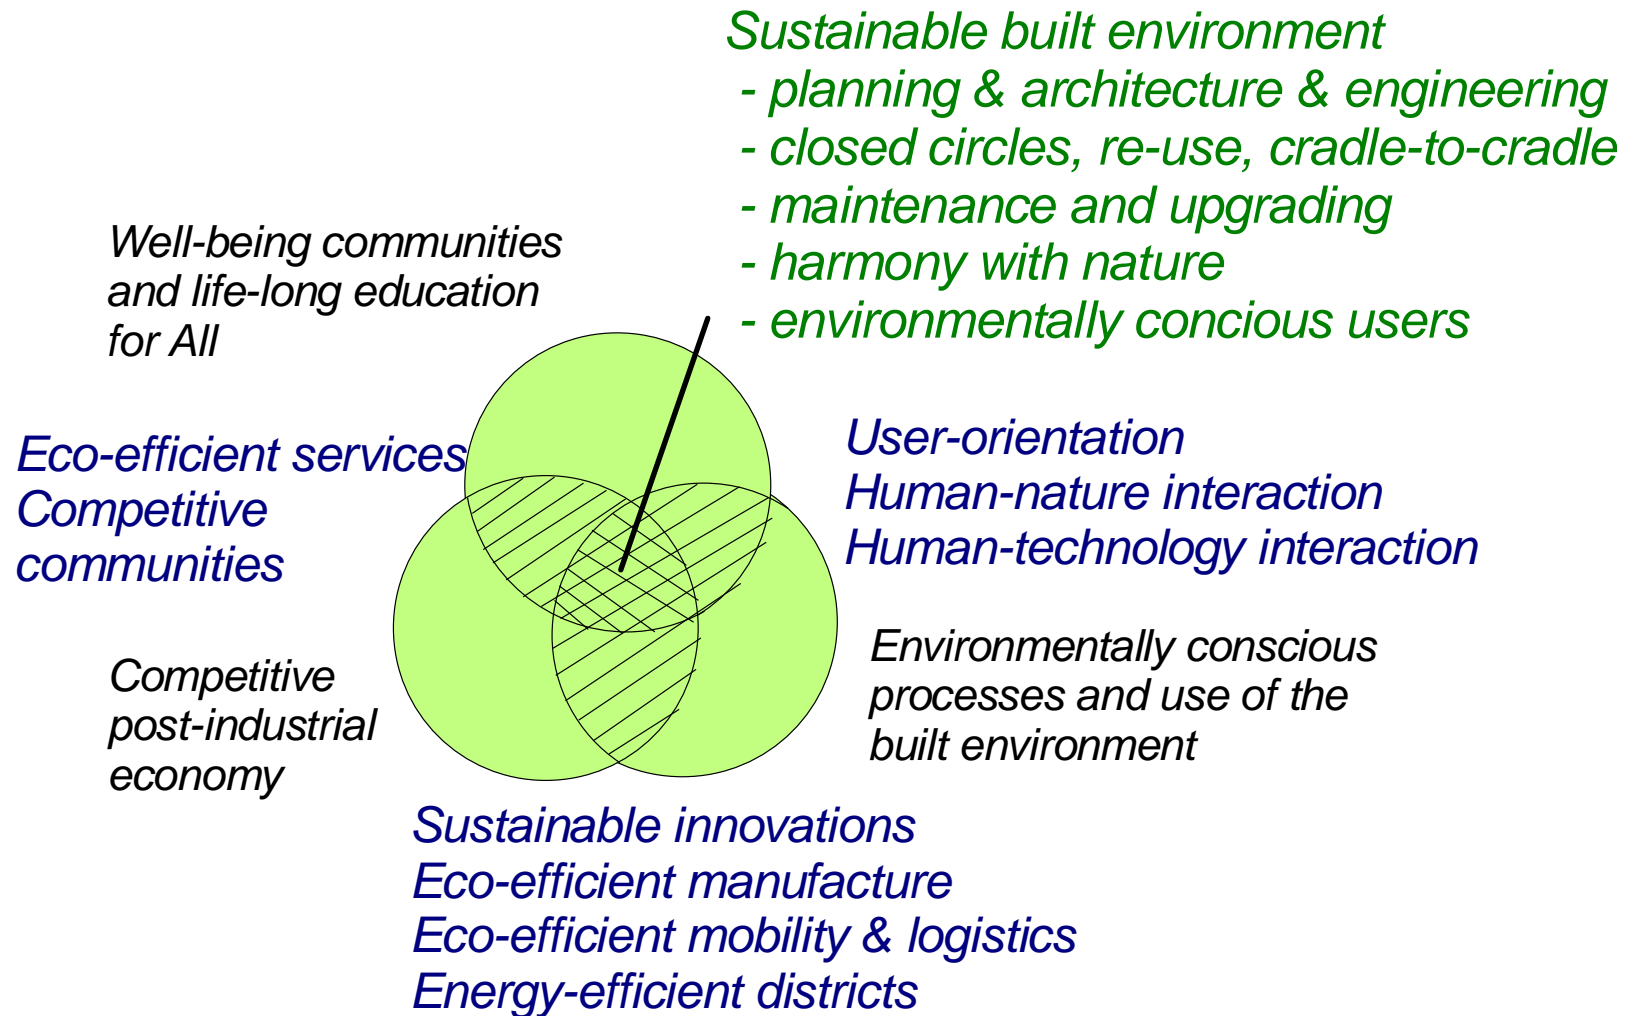 Sustainable built environment
- planning & architecture & engineering
- closed circles, re-use, cradle-to-cradle
- maintenance and upgrading
- harmony with nature
- environmentally concious users
Well-being communities
and life-long education
for All
Eco-efficient services
Competitive
communities
User-orientation
Human-nature interaction
Human-technology interaction
Competitive
post-industrial
economy
Environmentally conscious
processes and use of the
built environment
Sustainable innovations
Eco-efficient manufacture
Eco-efficient mobility & logistics
Energy-efficient districts